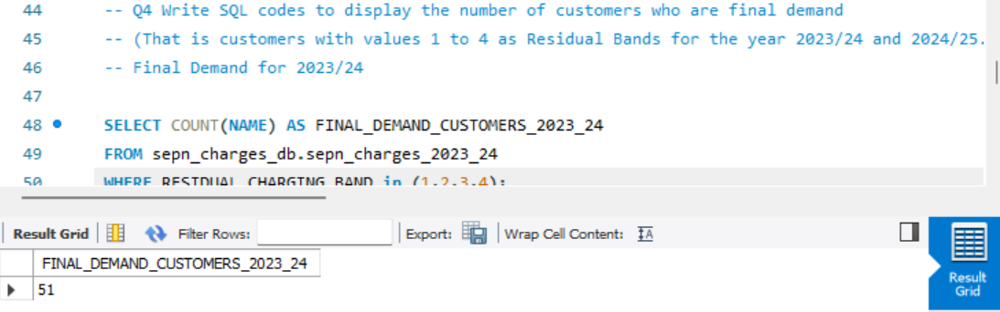 44 -- Q4 Write SQL codes to display the number of customers who are final demand
45 -- (That is customers with values 1 to 4 as Residual Bands for the year 2023/24 and 2024/25.
46 -- Final Demand for 2023/24
47
48 SELECT COUNT(NAME) AS FINAL_DEMAND_CUSTOMERS_2023_24
49 FROM sepn_charges_db.sepn_charges_2023_24
50 WHERE RESIDUAL_CHARGING_BAND in (1,2,3,4);
Result Grid Filter Rows: Export: Wrap Cell Content: IA
FINAL_DEMAND_CUSTOMERS_2023_24
51
Result
Grid